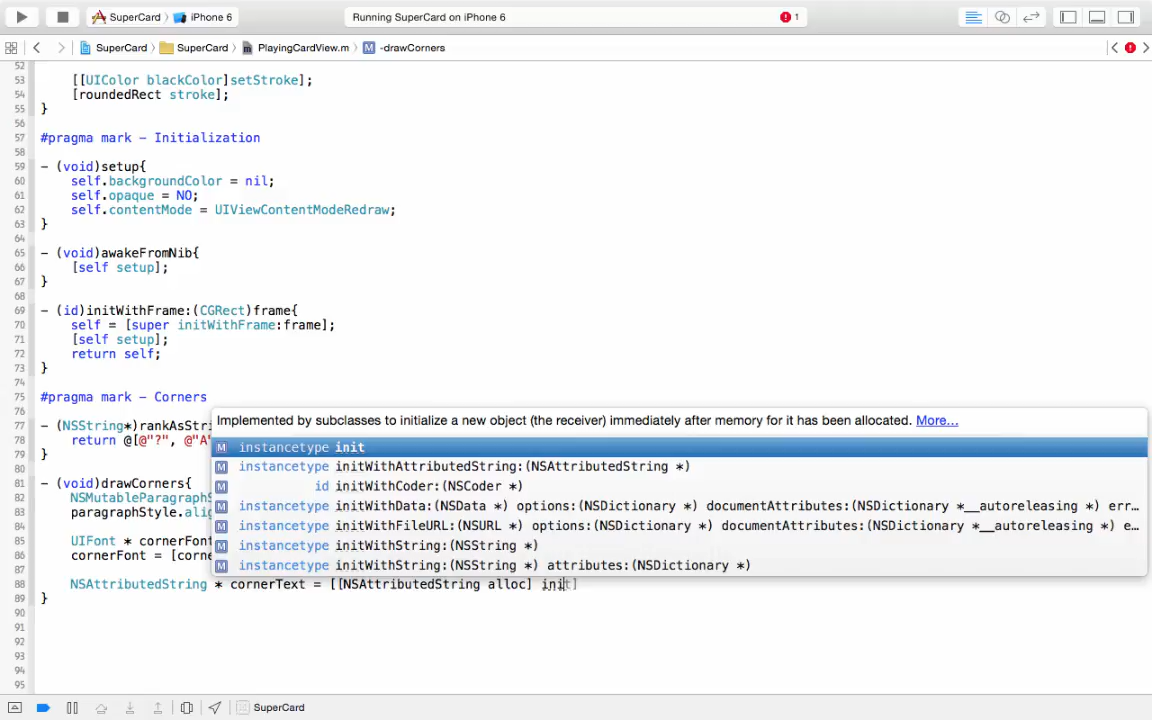 SuperCard 〉 iPhone 6
Running SuperCard on iPhone 6
1
SuperCard 〉 SuperCard 〉 PlayingCardView.m 〉 M -drawCorners
52
53 [[UIColor blackColor]setStroke];
54 [roundedRect stroke];
55 }
56
57 #pragma mark - Initialization
58
59 - (void)setup{
60 self.backgroundColor = nil;
61 self.opaque = NO;
62 self.contentMode = UIViewContentModeRedraw;
63 }
64
65 - (void)awakeFromNib{
66 [self setup];
67 }
68
69 - (id)initWithFrame:(CGRect)frame{
70 self = [super initWithFrame:frame];
71 [self setup];
72 return self;
73 }
74
75 #pragma mark - Corners
76
77 - (NSString*)rankAsStri
78 return @[@"?", @"A"
79 }
80
81 - (void)drawCorners{
82 NSMutableParagraphS
83 paragraphStyle.alig
84
85 UIFont * cornerFont
86 cornerFont = [corne
87
88 NSAttributedString * cornerText = [[NSAttributedString alloc] init]
89 }
90
91
92
93
94
95
Implemented by subclasses to initialize a new object (the receiver) immediately after memory for it has been allocated. More...
M instancetype init
M instancetype initWithAttributedString:(NSAttributedString *)
M id initWithCoder:(NSCoder *)
M instancetype initWithData:(NSData *) options:(NSDictionary *) documentAttributes:(NSDictionary *__autoreleasing *) err...
M instancetype initWithFileURL:(NSURL *) options:(NSDictionary *) documentAttributes:(NSDictionary *__autoreleasing *) e...
M instancetype initWithString:(NSString *)
M instancetype initWithString:(NSString *) attributes:(NSDictionary *)
SuperCard